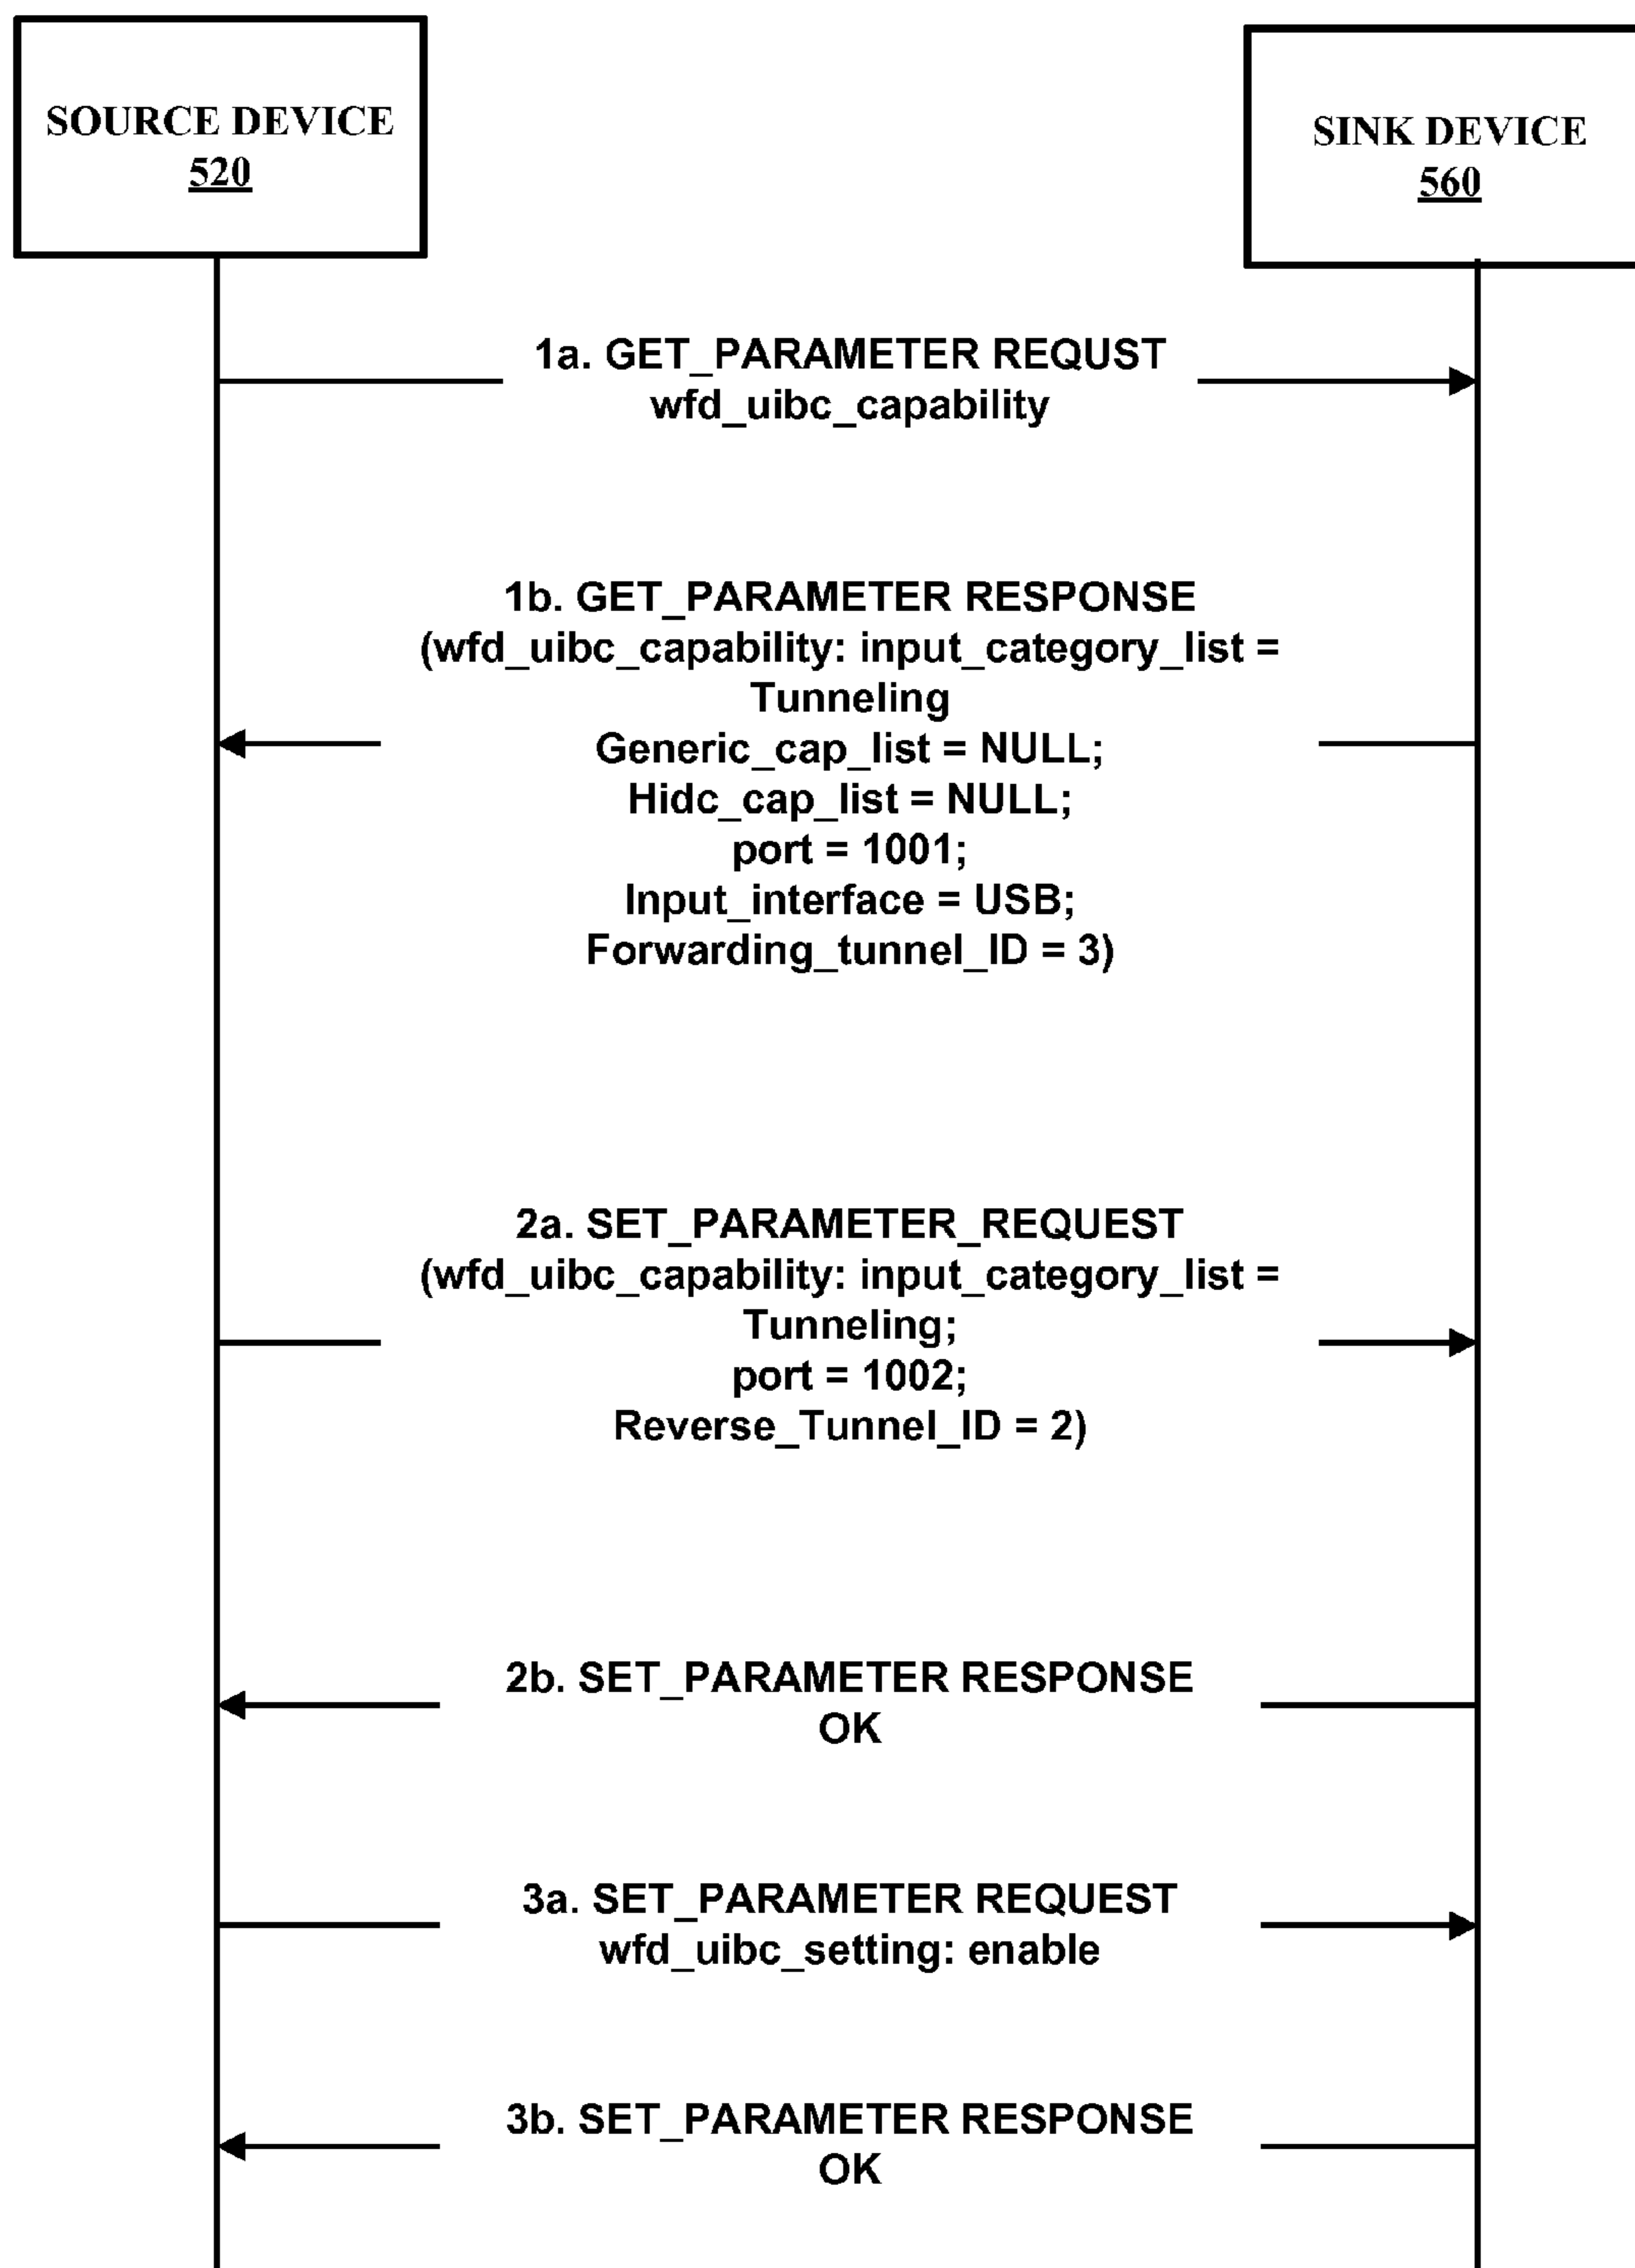 SOURCE DEVICE
520
SINK DEVICE
560
1a. GET_PARAMETER REQUST
wfd_uibc_capability
1b. GET_PARAMETER RESPONSE
(wfd_uibc_capability: input_category_list =
Tunneling
Generic_cap_list = NULL;
Hidc_cap_list = NULL;
port = 1001;
Input_interface = USB;
Forwarding_tunnel_ID = 3)
2a. SET_PARAMETER_REQUEST
(wfd_uibc_capability: input_category_list =
Tunneling;
port = 1002;
Reverse_Tunnel_ID = 2)
2b. SET_PARAMETER RESPONSE
OK
3a. SET_PARAMETER REQUEST
wfd_uibc_setting: enable
3b. SET_PARAMETER RESPONSE
OK